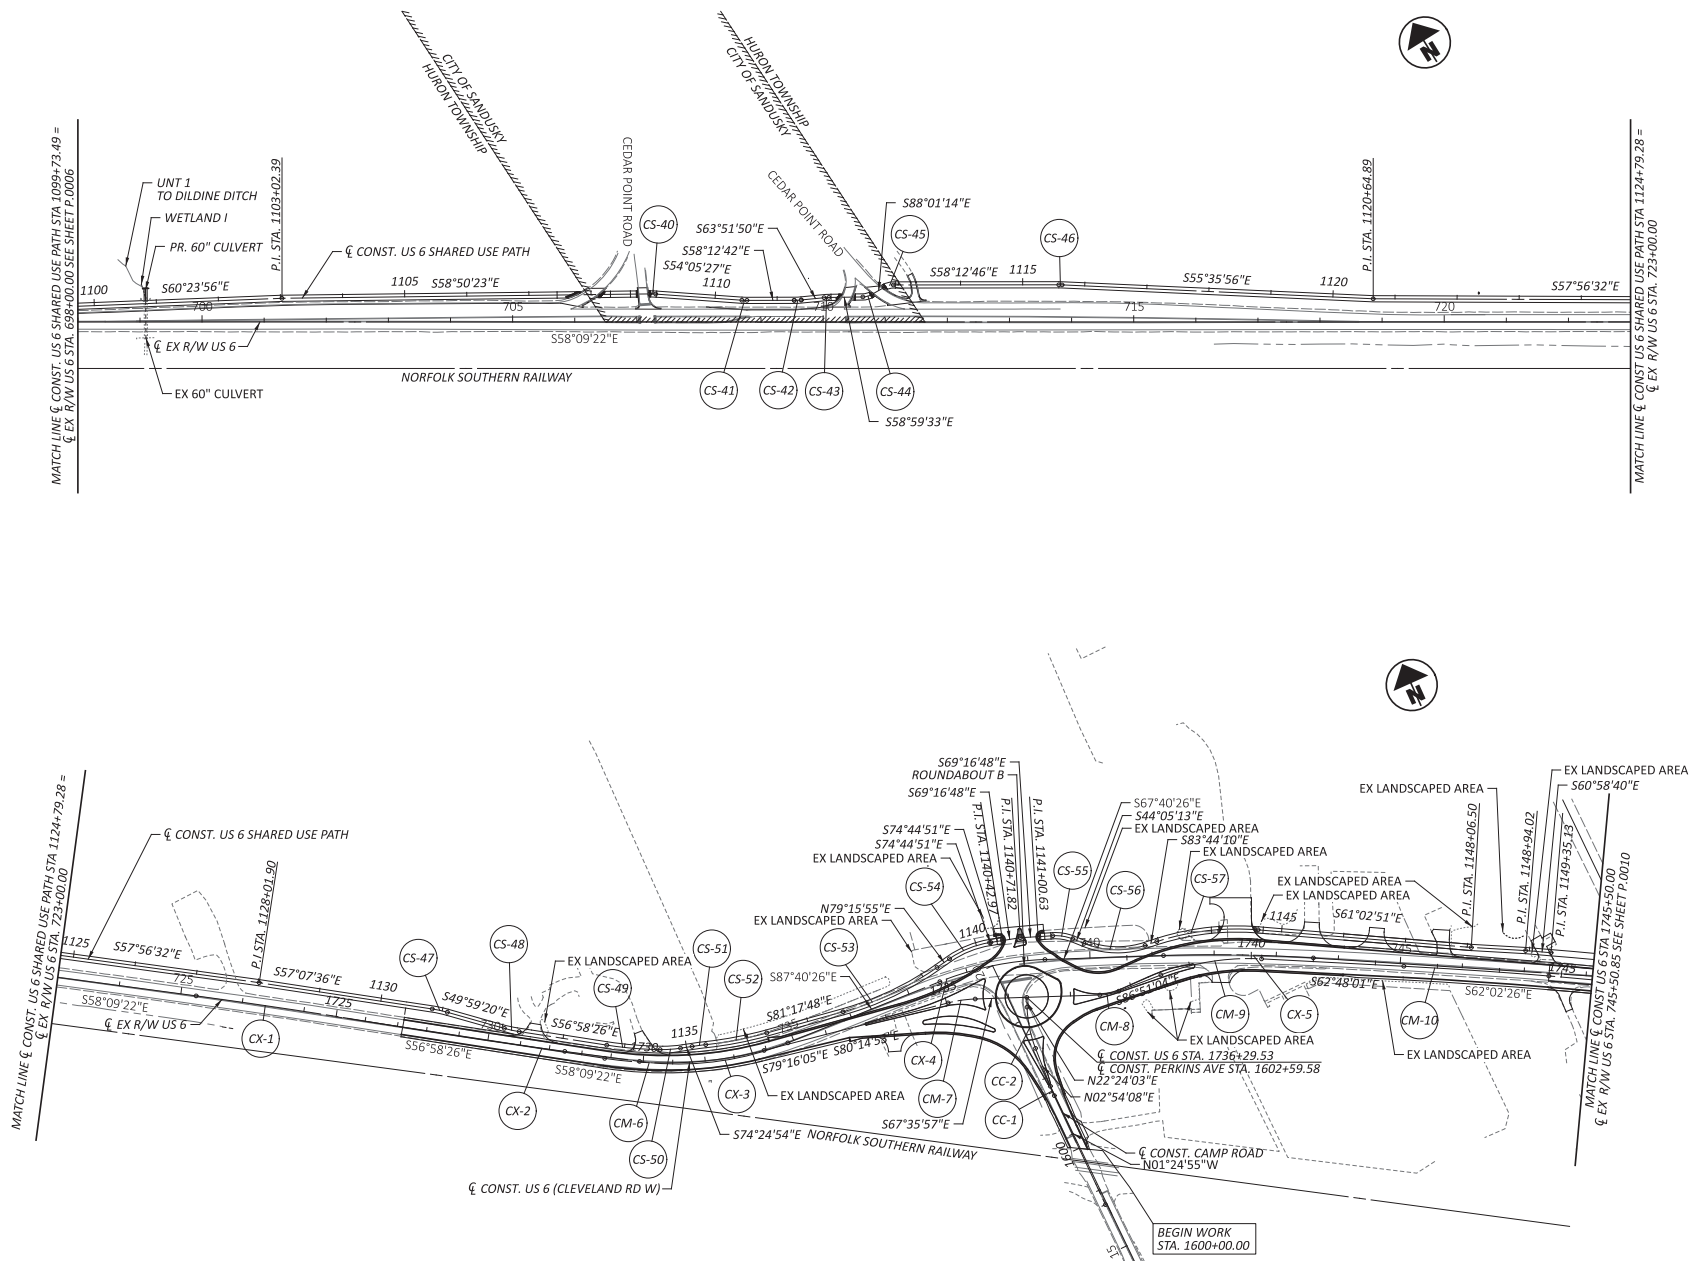 N
MATCH LINE ℄ CONST. US 6 SHARED USE PATH STA 1099+73.49 =
℄ EX R/W US 6 STA. 698+00.00 SEE SHEET P.0006
UNT 1
TO DILDINE DITCH
WETLAND I
PR. 60" CULVERT
P.I. STA. 1103+02.39
℄ CONST. US 6 SHARED USE PATH
CITY OF SANDUSKY
HURON TOWNSHIP
CEDAR POINT ROAD
CS-40
HURON TOWNSHIP
CITY OF SANDUSKY
CEDAR POINT ROAD
S63°51'50"E
S58°12'42"E
S54°05'27"E
S88°01'14"E
CS-45
CS-46
P.I. STA. 1120+64.89
1100
S60°23'56"E
1105
S58°50'23"E
1110
S58°12'46"E
1115
S55°35'56"E
1120
S57°56'32"E
700
705
710
715
720
℄ EX R/W US 6
S58°09'22"E
NORFOLK SOUTHERN RAILWAY
EX 60" CULVERT
CS-41
CS-42
CS-43
CS-44
S58°59'33"E
MATCH LINE ℄ CONST US 6 SHARED USE PATH STA 1124+79.28 =
℄ EX R/W US 6 STA. 723+00.00
N
MATCH LINE ℄ CONST. US 6 SHARED USE PATH STA 1124+79.28 =
℄ EX R/W US 6 STA. 723+00.00
℄ CONST. US 6 SHARED USE PATH
P.I STA. 1128+01.90
1125
S57°56'32"E
725
S57°07'36"E
1130
1725
S58°09'22"E
℄ EX R/W US 6
CX-1
CS-47
CS-48
S49°59'20"E
730
S56°58'26"E
EX LANDSCAPED AREA
CS-49
S56°58'26"E
1730
S58°09'22"E
CX-2
CM-6
CS-50
1135
CS-51
CS-52
CX-3
S74°24'54"E
℄ CONST. US 6 (CLEVELAND RD W)
EX LANDSCAPED AREA
NORFOLK SOUTHERN RAILWAY
S69°16'48"E
ROUNDABOUT B
S69°16'48"E
P.I. STA. 1140+42.97
P.I. STA. 1140+71.82
P.I. STA. 1141+00.63
S74°44'51"E
S74°44'51"E
EX LANDSCAPED AREA
CS-54
N79°15'55"E
EX LANDSCAPED AREA
CS-53
1140
S87°40'26"E
S81°17'48"E
735
1735
S79°16'05"E
S80°14'53"E
CX-4
CM-7
S67°35'57"E
S67°40'26"E
S44°05'13"E
EX LANDSCAPED AREA
S83°44'10"E
EX LANDSCAPED AREA
CS-55
CS-56
CS-57
740
1740
EX LANDSCAPED AREA
EX LANDSCAPED AREA
1145
S61°02'51"E
EX LANDSCAPED AREA
P.I. STA. 1148+06.50
P.I. STA. 1148+94.02
P.I. STA. 1149+35.13
EX LANDSCAPED AREA
S60°58'40"E
745
1745
S86°51'04"E
S62°48'01"E
S62°02'26"E
CM-8
CM-9
CX-5
CM-10
EX LANDSCAPED AREA
EX LANDSCAPED AREA
℄ CONST. US 6 STA. 1736+29.53
℄ CONST. PERKINS AVE STA. 1602+59.58
CC-2
CC-1
N22°24'03"E
N02°54'08"E
℄ CONST. CAMP ROAD
N01°24'55"W
1600
15
BEGIN WORK
STA. 1600+00.00
MATCH LINE ℄ CONST. US 6 STA 1745+50.00 =
℄ EX R/W US 6 STA. 745+50.85 SEE SHEET P.0010